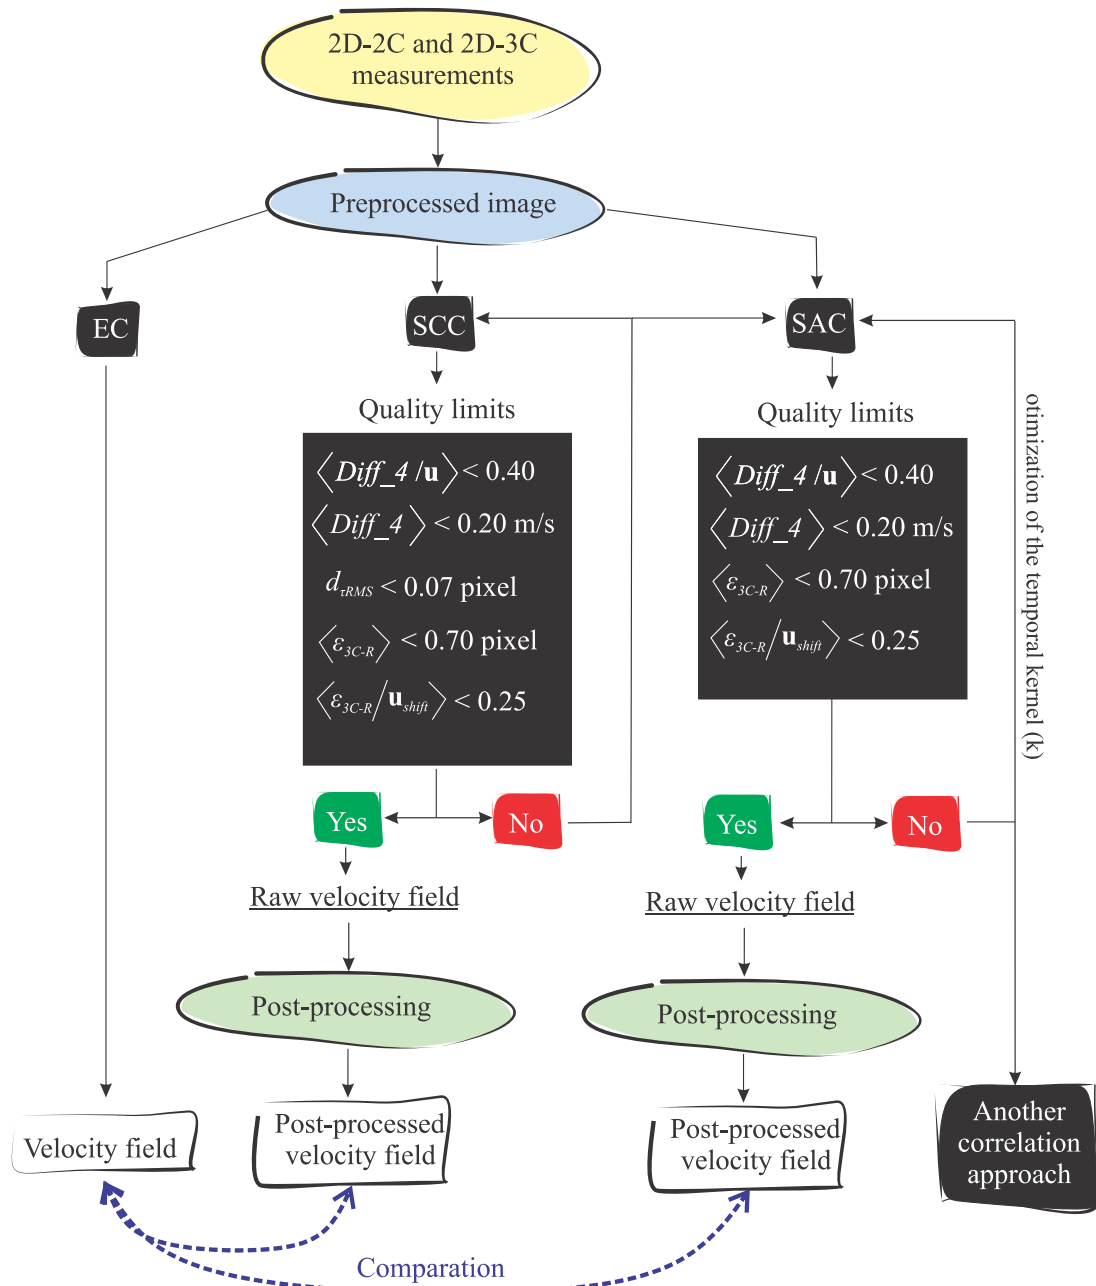 2D-2C and 2D-3C
measurements
Preprocessed image
EC
SCC
SAC
Quality limits
⟨Diff_4 /u⟩ < 0.40
⟨Diff_4 ⟩ < 0.20 m/s
dτRMS < 0.07 pixel
⟨ε3C-R⟩ < 0.70 pixel
⟨ε3C-R/ushift⟩ < 0.25
Yes
No
Raw velocity field
Post-processing
Post-processed
velocity field
Quality limits
⟨Diff_4 /u⟩ < 0.40
⟨Diff_4 ⟩ < 0.20 m/s
⟨ε3C-R⟩ < 0.70 pixel
⟨ε3C-R/ushift⟩ < 0.25
Yes
No
Raw velocity field
Post-processing
Post-processed
velocity field
otimization of the temporal kernel (k)
Another
correlation
approach
Velocity field
Comparation